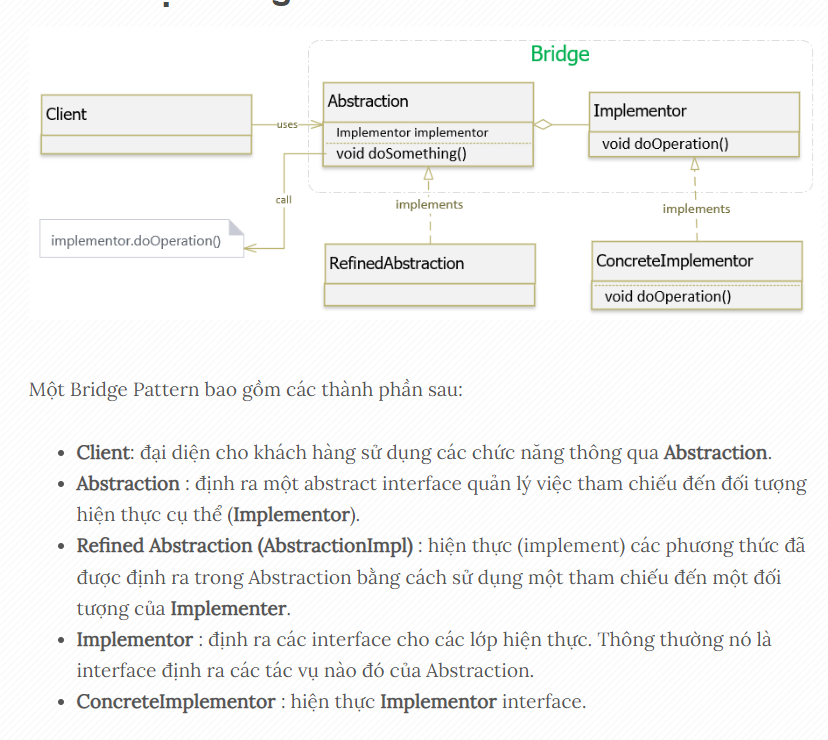 Bridge
Client
Abstraction
Implementor
uses
Implementor implementor
void doSomething()
void doOperation()
call
implements
implements
implementor.doOperation()
RefinedAbstraction
ConcreteImplementor
void doOperation()
Một Bridge Pattern bao gồm các thành phần sau:
• Client: đại diện cho khách hàng sử dụng các chức năng thông qua Abstraction.
• Abstraction : định ra một abstract interface quản lý việc tham chiếu đến đối tượng
hiện thực cụ thể (Implementor).
• Refined Abstraction (AbstractionImpl) : hiện thực (implement) các phương thức đã
được định ra trong Abstraction bằng cách sử dụng một tham chiếu đến một đối
tượng của Implementer.
• Implementor : định ra các interface cho các lớp hiện thực. Thông thường nó là
interface định ra các tác vụ nào đó của Abstraction.
• ConcreteImplementor : hiện thực Implementor interface.